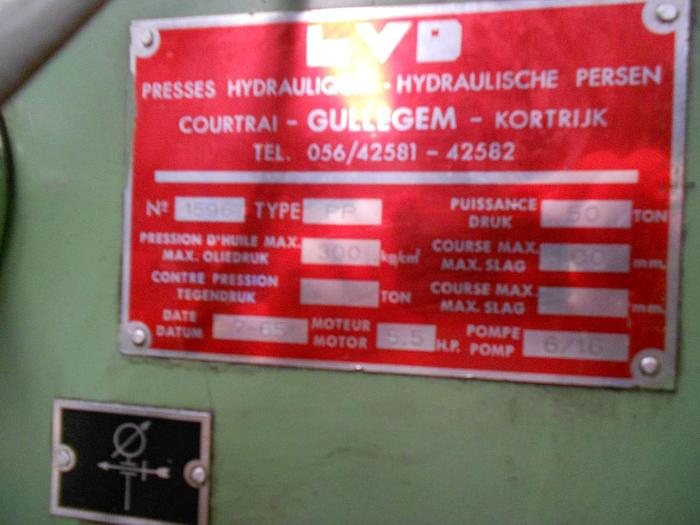 LVD
PRESSES HYDRAULIQUES - HYDRAULISCHE PERSEN
COURTRAI - GULLEGEM - KORTRIJK
TEL. 056/42581 - 42582
Nº 1596 TYPE PP PUISSANCE DRUK 50 TON
PRESSION D'HUILE MAX. MAX. OLIEDRUK 300 kg/cm² COURSE MAX. MAX. SLAG mm.
CONTRE PRESSION TEGENDRUK TON COURSE MAX. MAX. SLAG mm.
DATE DATUM 7-65 MOTEUR MOTOR 5.5 H.P. POMPE POMP 6/16